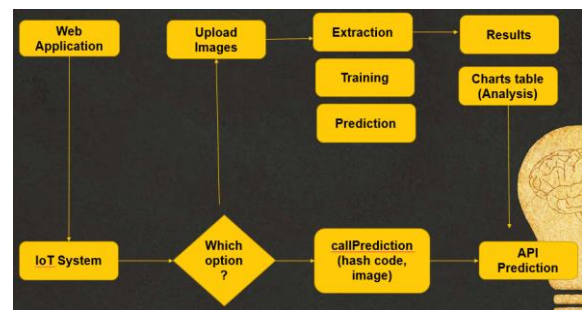 Web
Application
Upload
Images
Extraction
Results
Training
Charts table
(Analysis)
Prediction
IoT System
Which
option
?
callPrediction
(hash code,
image)
API
Prediction